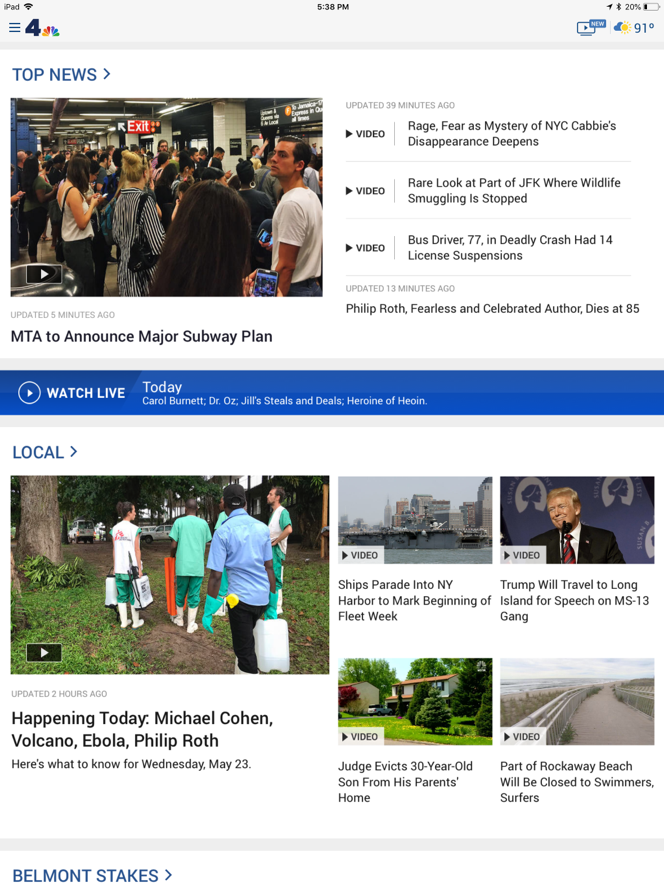 iPad
5:38 PM
20%
4
NEW
91°
TOP NEWS >
Exit
UPDATED 5 MINUTES AGO
MTA to Announce Major Subway Plan
UPDATED 39 MINUTES AGO
VIDEO
Rage, Fear as Mystery of NYC Cabbie's
Disappearance Deepens
VIDEO
Rare Look at Part of JFK Where Wildlife
Smuggling Is Stopped
VIDEO
Bus Driver, 77, in Deadly Crash Had 14
License Suspensions
UPDATED 13 MINUTES AGO
Philip Roth, Fearless and Celebrated Author, Dies at 85
WATCH LIVE
Today
Carol Burnett; Dr. Oz; Jill's Steals and Deals; Heroine of Heoin.
LOCAL >
UPDATED 2 HOURS AGO
Happening Today: Michael Cohen,
Volcano, Ebola, Philip Roth
Here's what to know for Wednesday, May 23.
VIDEO
Ships Parade Into NY
Harbor to Mark Beginning of
Fleet Week
VIDEO
Trump Will Travel to Long
Island for Speech on MS-13
Gang
VIDEO
Judge Evicts 30-Year-Old
Son From His Parents'
Home
VIDEO
Part of Rockaway Beach
Will Be Closed to Swimmers,
Surfers
BELMONT STAKES >